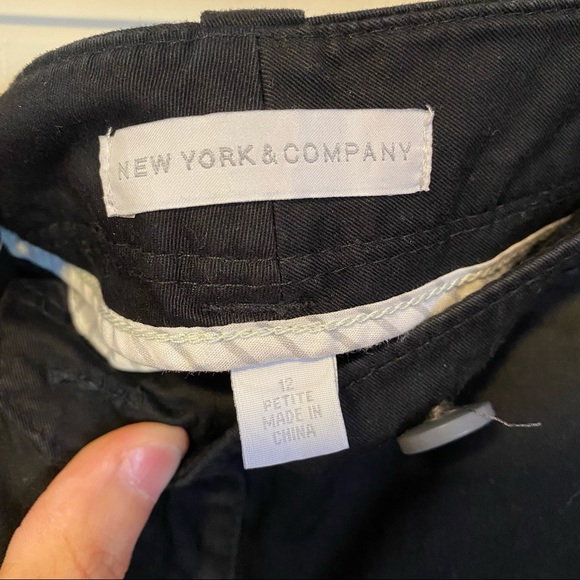 NEW YORK & COMPANY
12
PETITE
MADE IN
CHINA